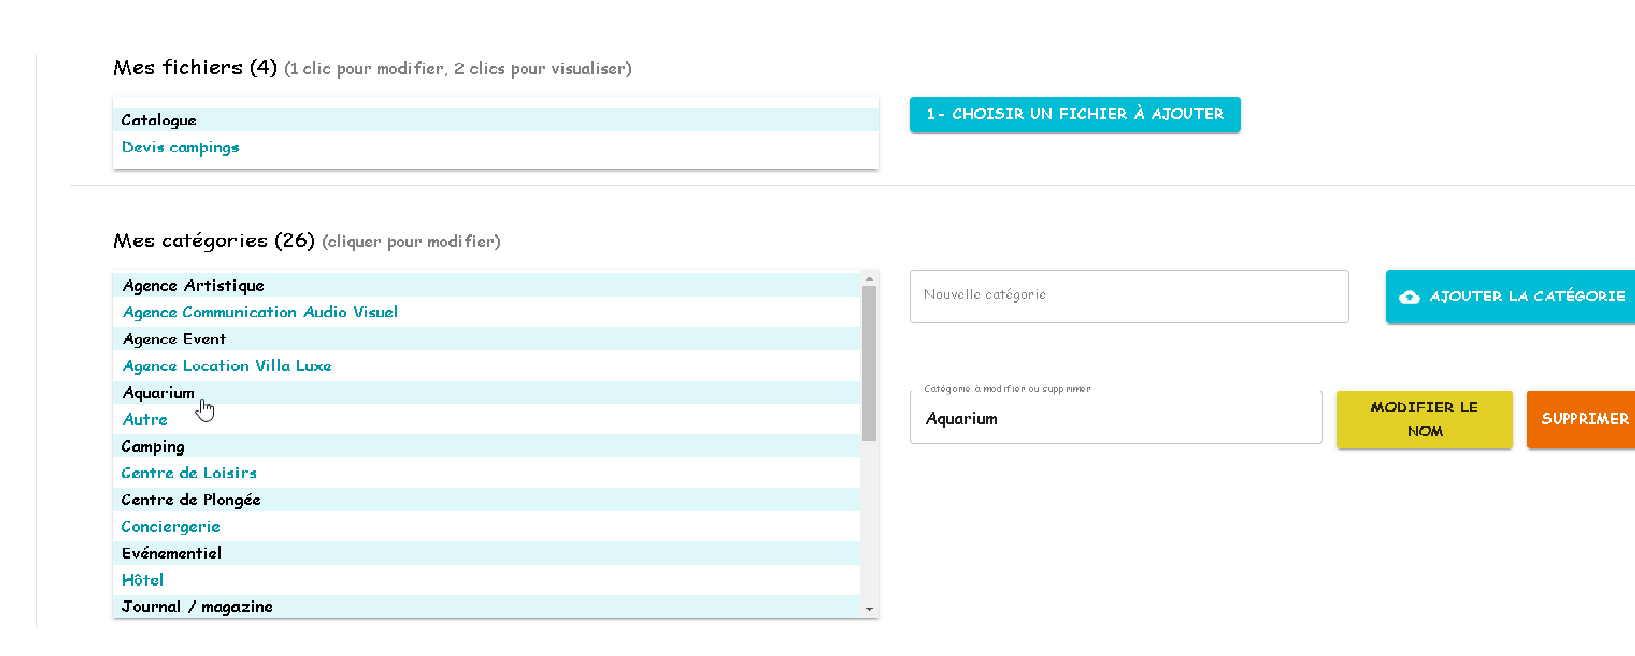 Mes fichiers (4) (1 clic pour modifier, 2 clics pour visualiser)
Catalogue
Devis campings
1 - CHOISIR UN FICHIER À AJOUTER
Mes catégories (26) (cliquer pour modifier)
Agence Artistique
Agence Communication Audio Visuel
Agence Event
Agence Location Villa Luxe
Aquarium
Autre
Camping
Centre de Loisirs
Centre de Plongée
Conciergerie
Evénementiel
Hôtel
Journal / magazine
Nouvelle catégorie
AJOUTER LA CATÉGORIE
Catégorie à modifier ou supprimer
Aquarium
MODIFIER LE
NOM
SUPPRIMER